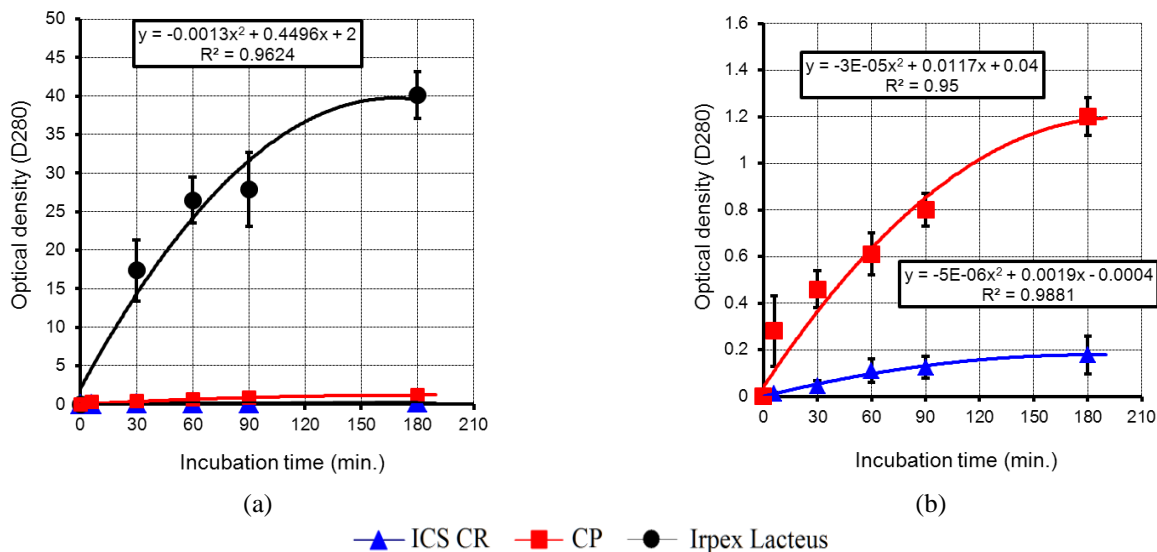 y = -0.0013x² + 0.4496x + 2
R² = 0.9624
50
45
40
35
30
25
20
15
10
5
0
Optical density (D280)
0 30 60 90 120 150 180 210
Incubation time (min.)
(a)
1.6
1.4
1.2
1
0.8
0.6
0.4
0.2
0
Optical density (D280)
y = -3E-05x² + 0.0117x + 0.04
R² = 0.95
y = -5E-06x² + 0.0019x - 0.0004
R² = 0.9881
0 30 60 90 120 150 180 210
Incubation time (min.)
(b)
ICS CR CP Irpex Lacteus